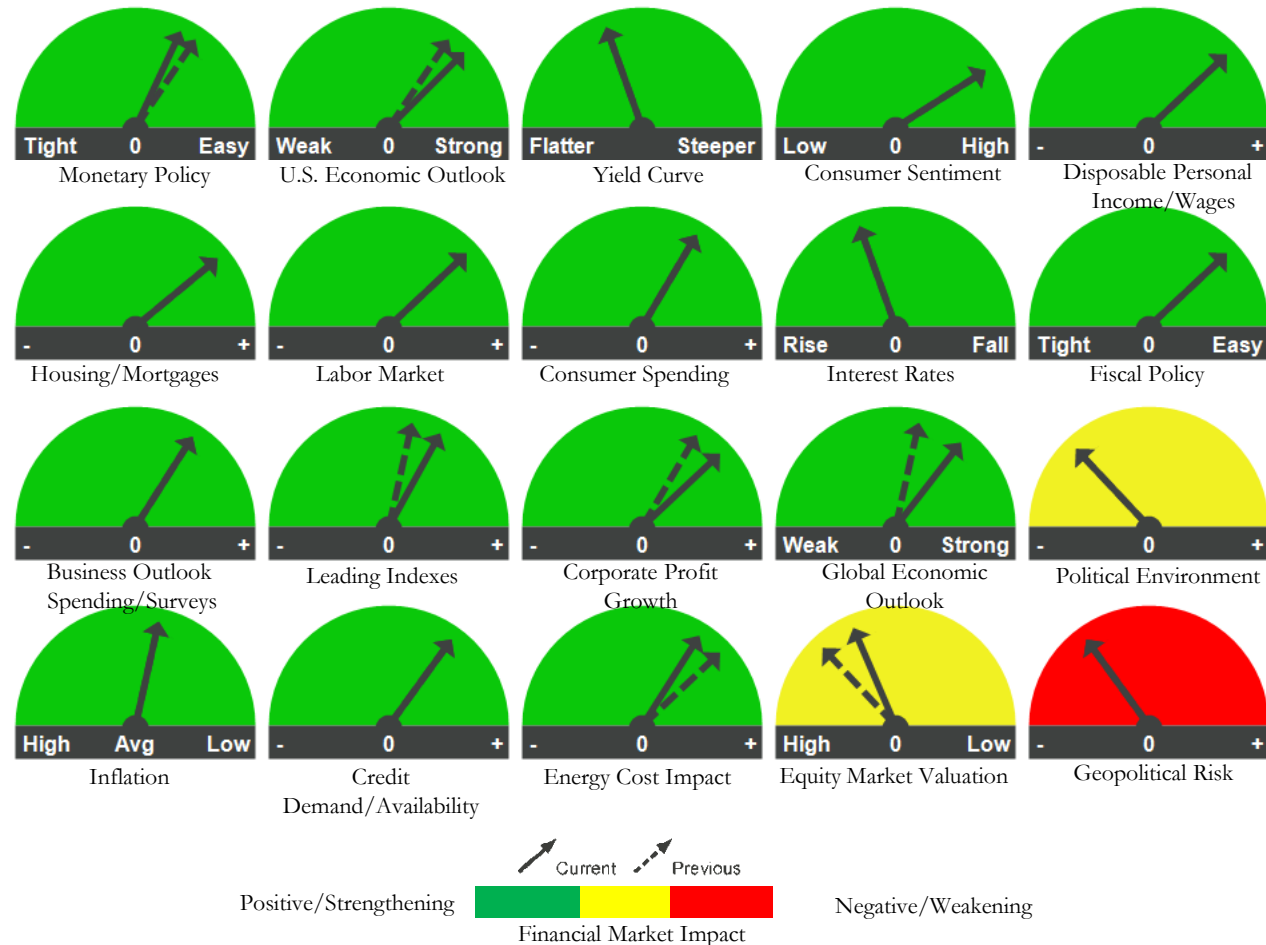 Tight 0 Easy
Weak 0 Strong
Flatter Steeper
Low 0 High
- 0 +
Monetary Policy
U.S. Economic Outlook
Yield Curve
Consumer Sentiment
Disposable Personal
Income/Wages
- 0 +
- 0 +
- 0 +
Rise 0 Fall
Tight 0 Easy
Housing/Mortgages
Labor Market
Consumer Spending
Interest Rates
Fiscal Policy
- 0 +
- 0 +
- 0 +
Weak 0 Strong
- 0 +
Business Outlook
Spending/Surveys
Leading Indexes
Corporate Profit
Growth
Global Economic
Outlook
Political Environment
High Avg Low
- 0 +
- 0 +
High 0 Low
- 0 +
Inflation
Credit
Demand/Availability
Energy Cost Impact
Equity Market Valuation
Geopolitical Risk
Current Previous
Positive/Strengthening
Negative/Weakening
Financial Market Impact